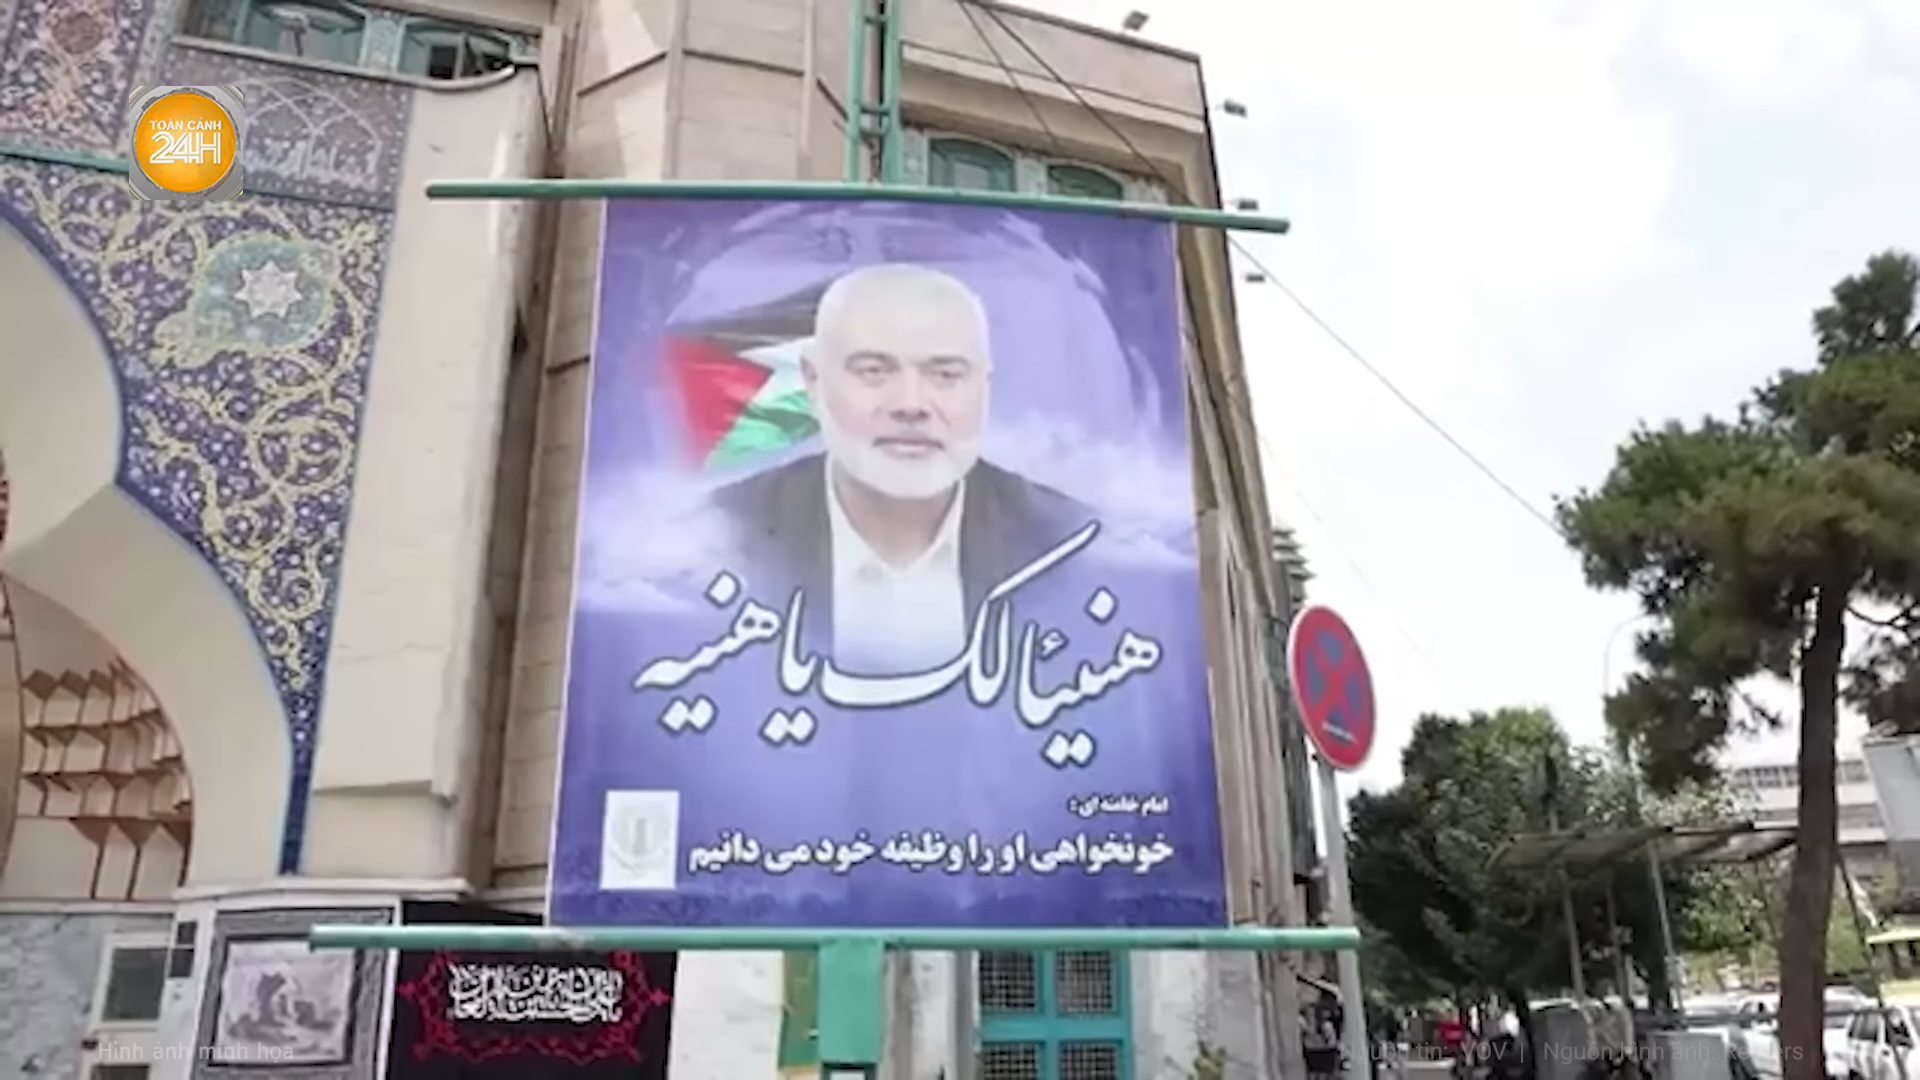 TOÀN CẢNH
24H
هنيئا لك يا هنيه
امام خامنه ای:
خونخواهی او را وظیفه خود می دانیم
Hình ảnh minh họa
Nguồn tin: VOV | Nguồn hình ảnh: Reuters